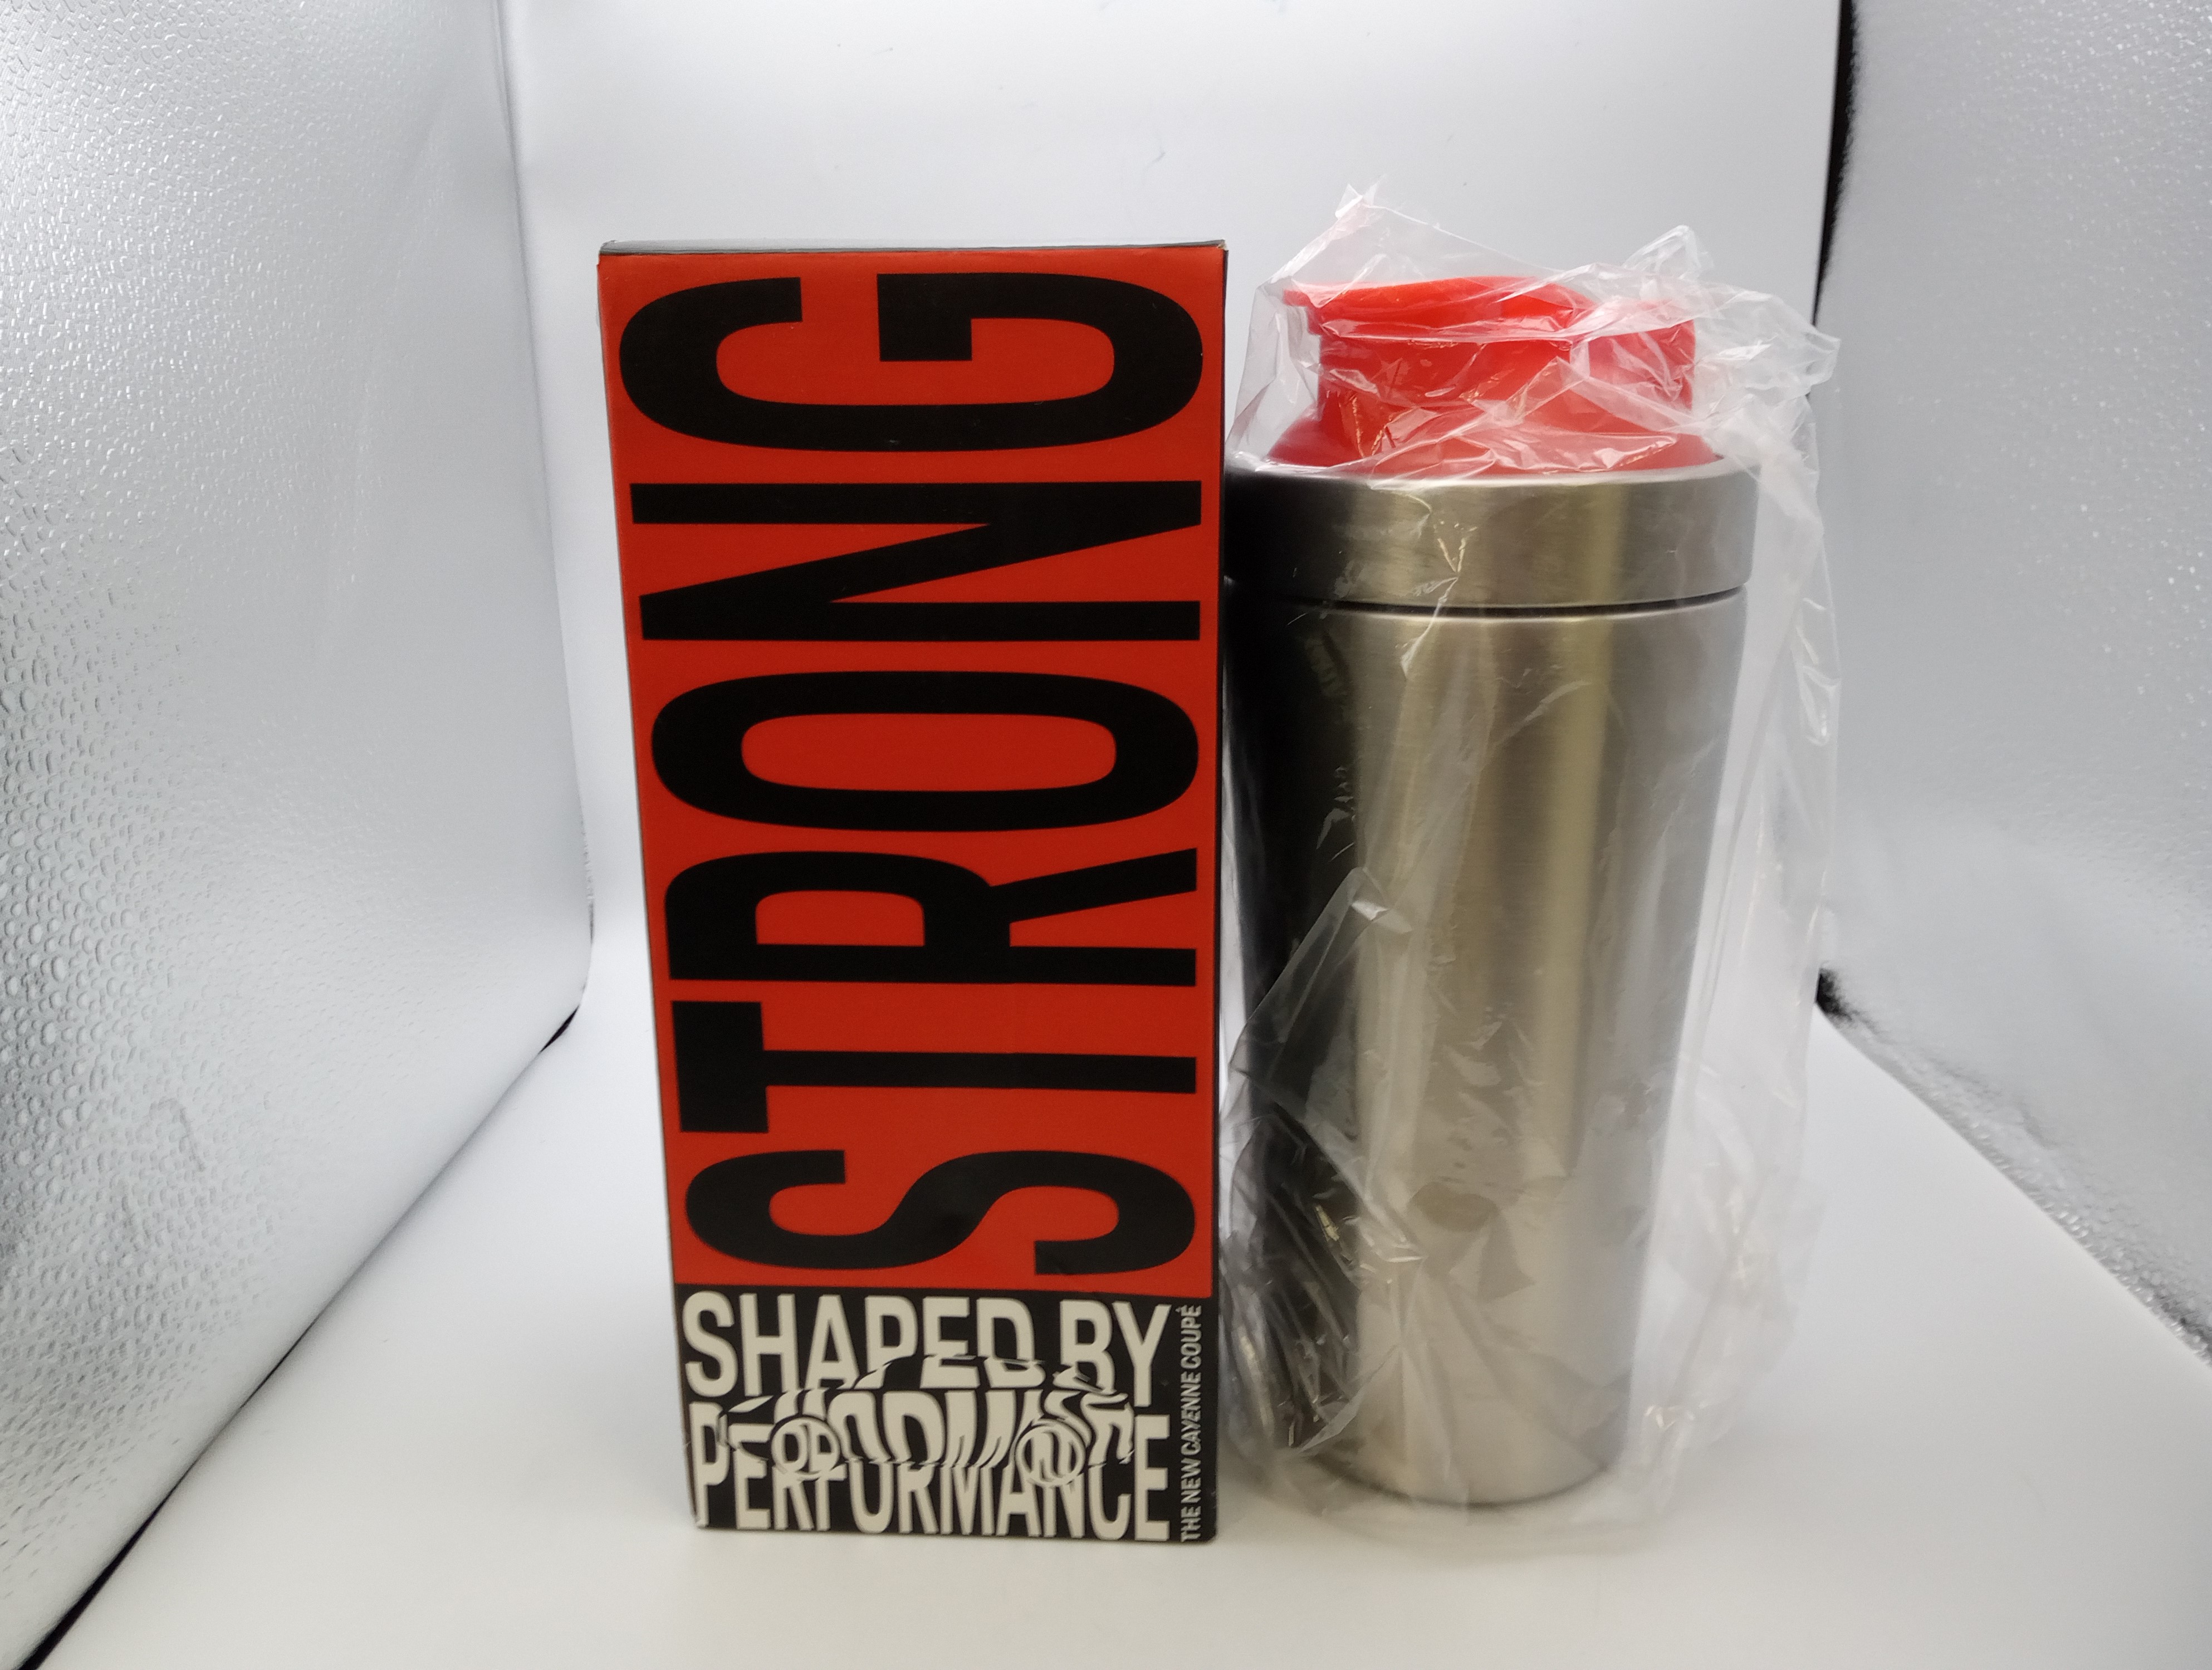 STRONG
SHAPED BY
PERFORMANCE
THE NEW CAYENNE COUPÉ